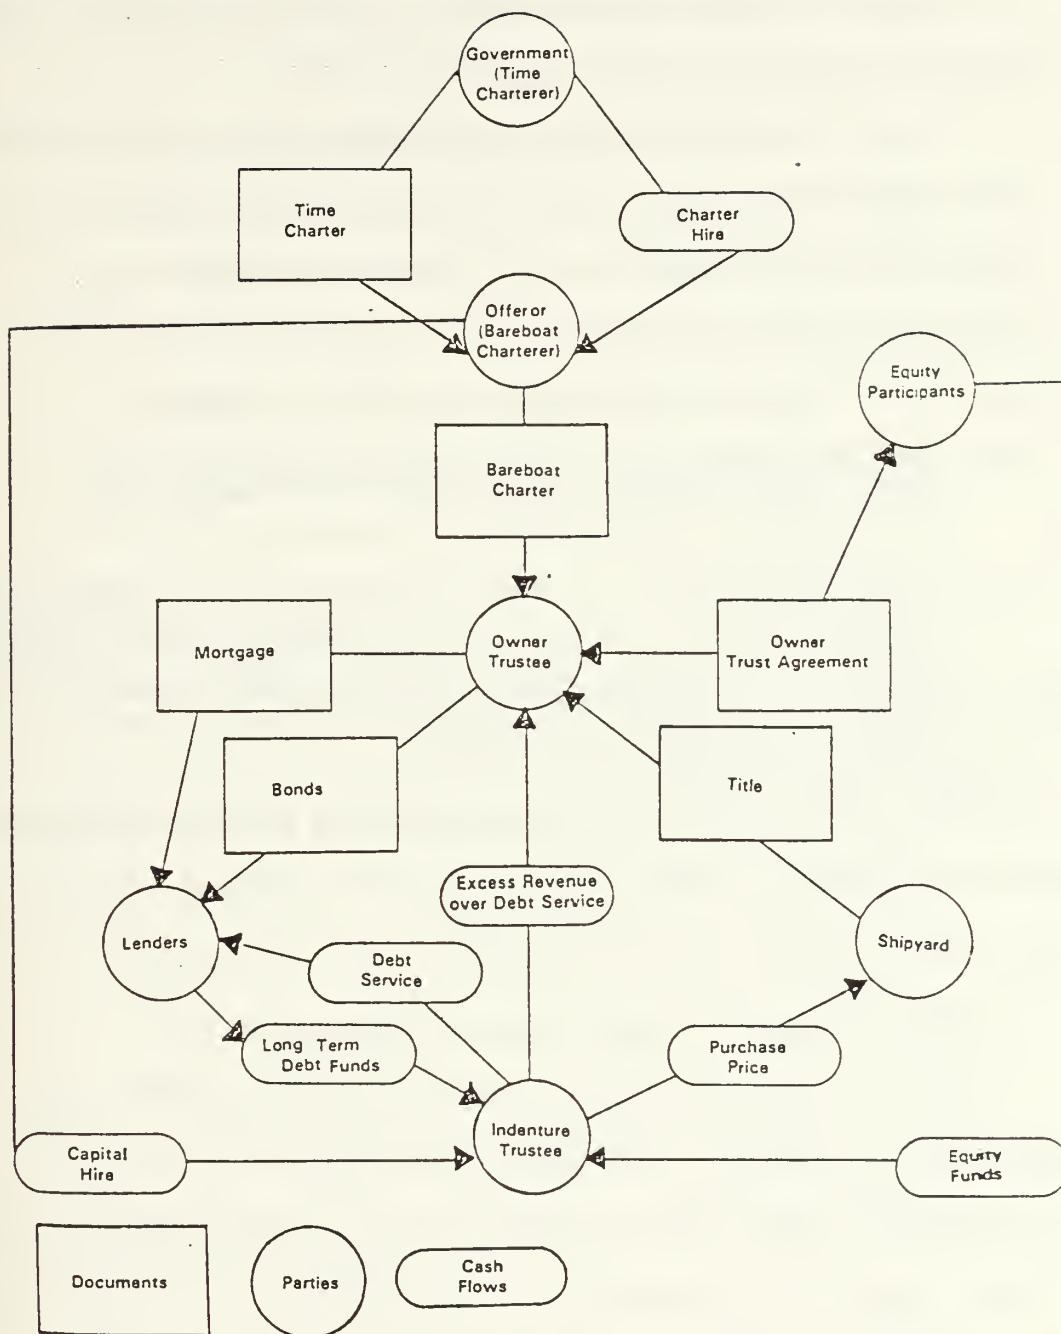 Government
(Time
Charterer)
Time
Charter
Charter
Hire
Offeror
(Bareboat
Charterer)
Equity
Participants
Bareboat
Charter
Mortgage
Owner
Trustee
Owner
Trust Agreement
Bonds
Title
Excess Revenue
over Debt Service
Lenders
Debt
Service
Shipyard
Long Term
Debt Funds
Purchase
Price
Indenture
Trustee
Capital
Hire
Equity
Funds
Documents
Parties
Cash
Flows